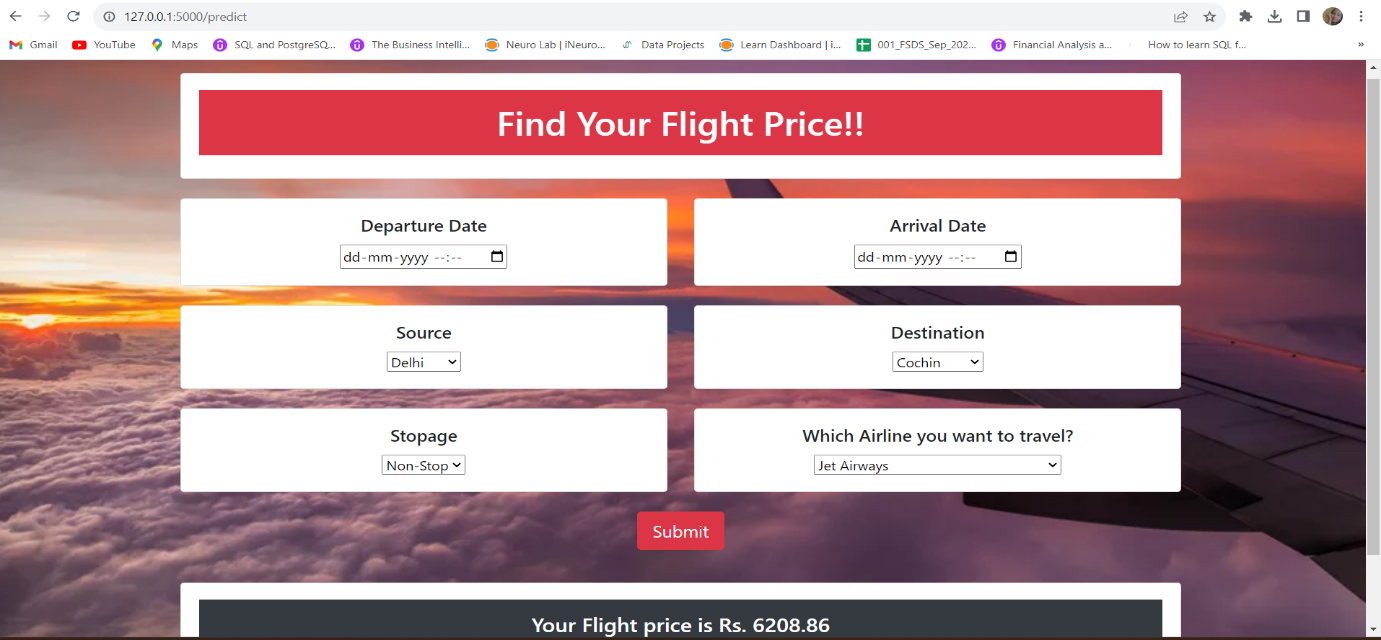 127.0.0.1:5000/predict
Gmail YouTube Maps SQL and PostgreSQ... The Business Intelli... Neuro Lab | iNeuro... Data Projects Learn Dashboard | i... 001_FSDS_Sep_202... Financial Analysis a... How to learn SQL f... »
Find Your Flight Price!!
Departure Date Arrival Date
dd-mm-yyyy --:-- dd-mm-yyyy --:--
Source Destination
Delhi Cochin
Stopage Which Airline you want to travel?
Non-Stop Jet Airways
Submit
Your Flight price is Rs. 6208.86